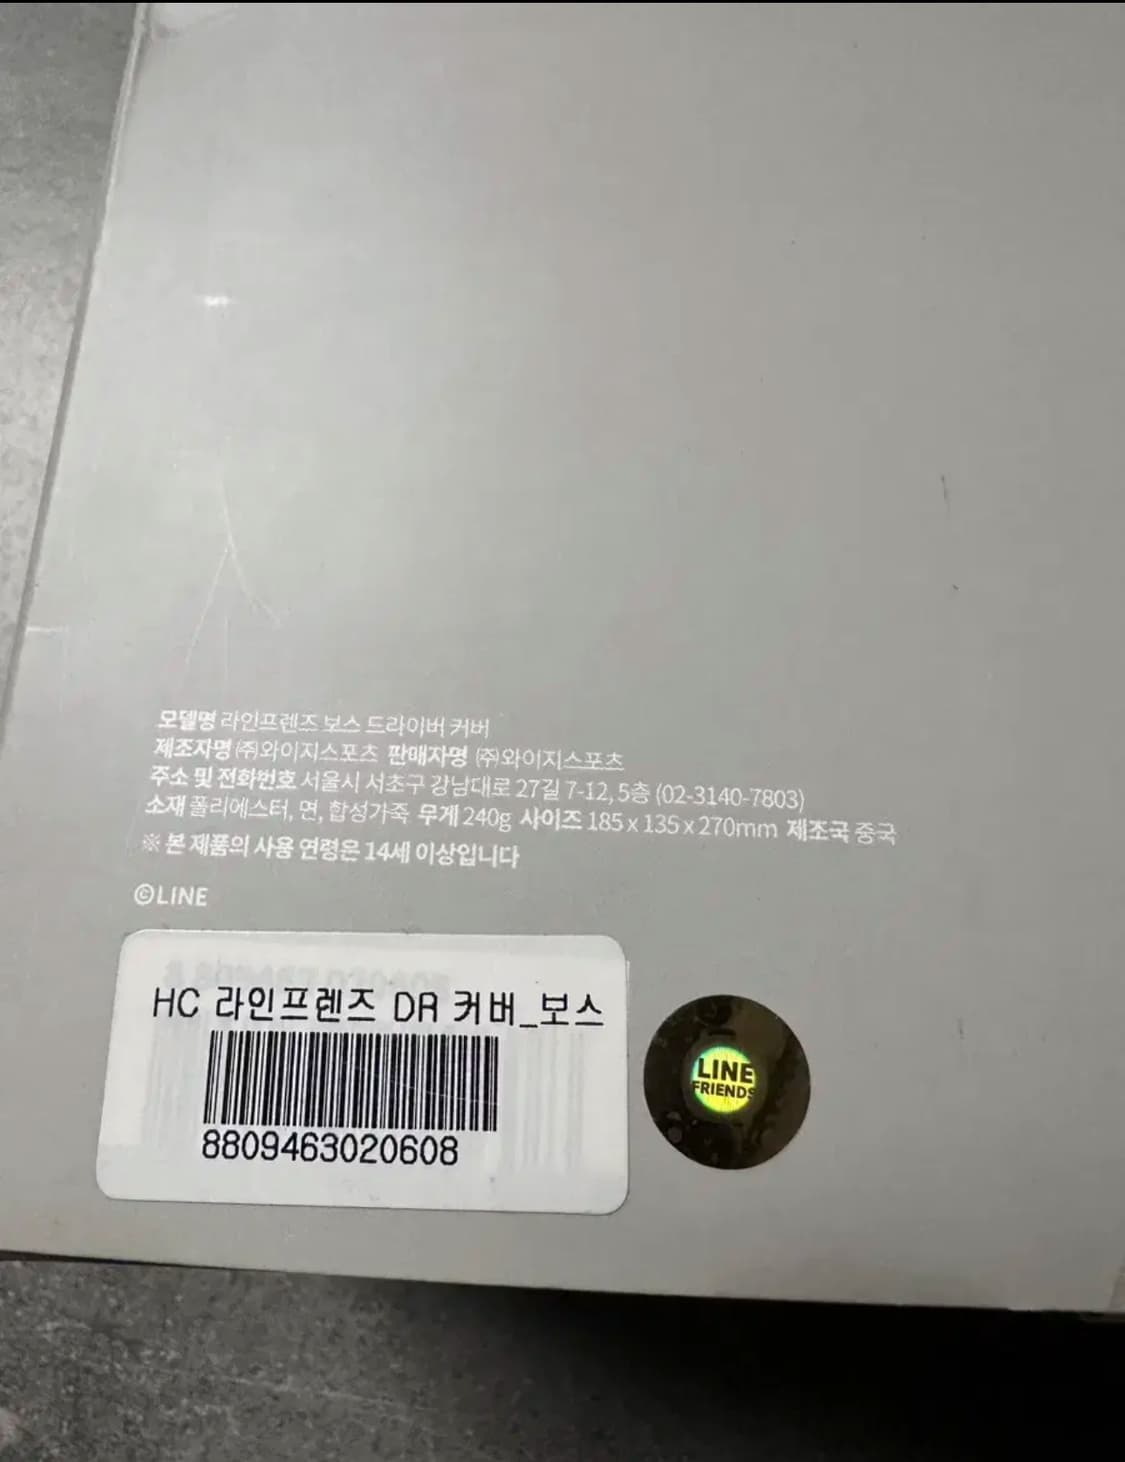 모델명 라인프렌즈 보스 드라이버 커버
제조자명 ㈜와이지스포츠 판매자명 ㈜와이지스포츠
주소 및 전화번호 서울시 서초구 강남대로 27길 7-12, 5층 (02-3140-7803)
소재 폴리에스터, 면, 합성가죽 무게 240g 사이즈 185 x 135 x 270mm 제조국 중국
※ 본 제품의 사용 연령은 14세 이상입니다
©LINE
HC 라인프렌즈 DR 커버_보스
8809463020608
LINE
FRIENDS